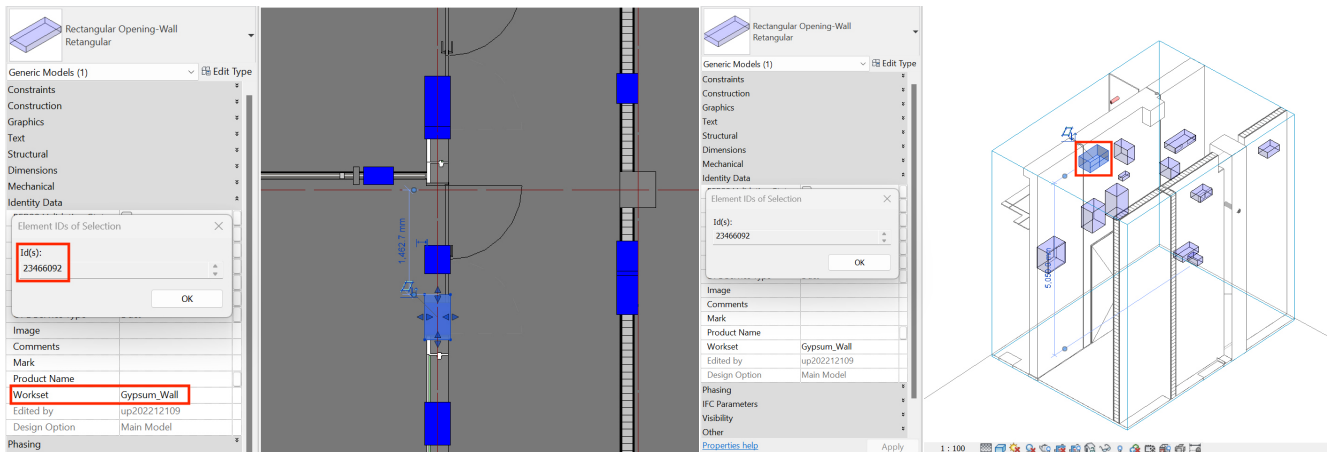 Rectangular Opening-Wall
Retangular
Generic Models (1)
Edit Type
Constraints
Construction
Graphics
Text
Structural
Dimensions
Mechanical
Identity Data
Element IDs of Selection
Id(s):
23466092
OK
Image
Comments
Mark
Product Name
Workset Gypsum_Wall
Edited by up202212109
Design Option Main Model
Phasing
1,462.7 mm
Rectangular Opening-Wall
Retangular
Generic Models (1)
Edit Type
Constraints
Construction
Graphics
Text
Structural
Dimensions
Mechanical
Identity Data
Element IDs of Selection
Id(s):
23466092
OK
Image
Comments
Mark
Product Name
Workset Gypsum_Wall
Edited by up202212109
Design Option Main Model
Phasing
IFC Parameters
Visibility
Other
Properties help
Apply
1 : 100